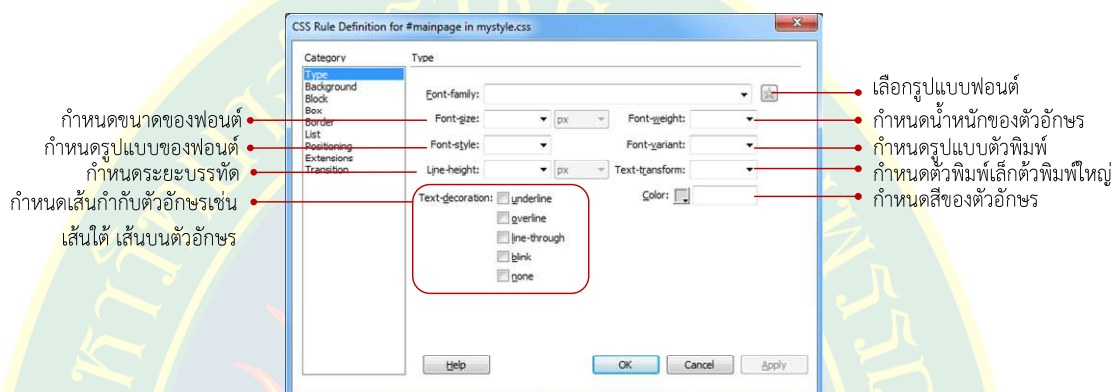 CSS Rule Definition for #mainpage in mystyle.css
Category
Type
Background
Block
Box
Border
List
Positioning
Extensions
Transition
Type
Font-family:
Font-size:
px
Font-weight:
Font-style:
Font-variant:
Line-height:
px
Text-transform:
Text-decoration:
underline
overline
line-through
blink
none
Color:
Help
OK
Cancel
Apply
กำหนดขนาดของฟอนต์
กำหนดรูปแบบของฟอนต์
กำหนดระยะบรรทัด
กำหนดเส้นกำกับตัวอักษรเช่น
เส้นใต้ เส้นบนตัวอักษร
เลือกรูปแบบฟอนต์
กำหนดน้ำหนักของตัวอักษร
กำหนดรูปแบบตัวพิมพ์
กำหนดตัวพิมพ์เล็กตัวพิมพ์ใหญ่
กำหนดสีของตัวอักษร